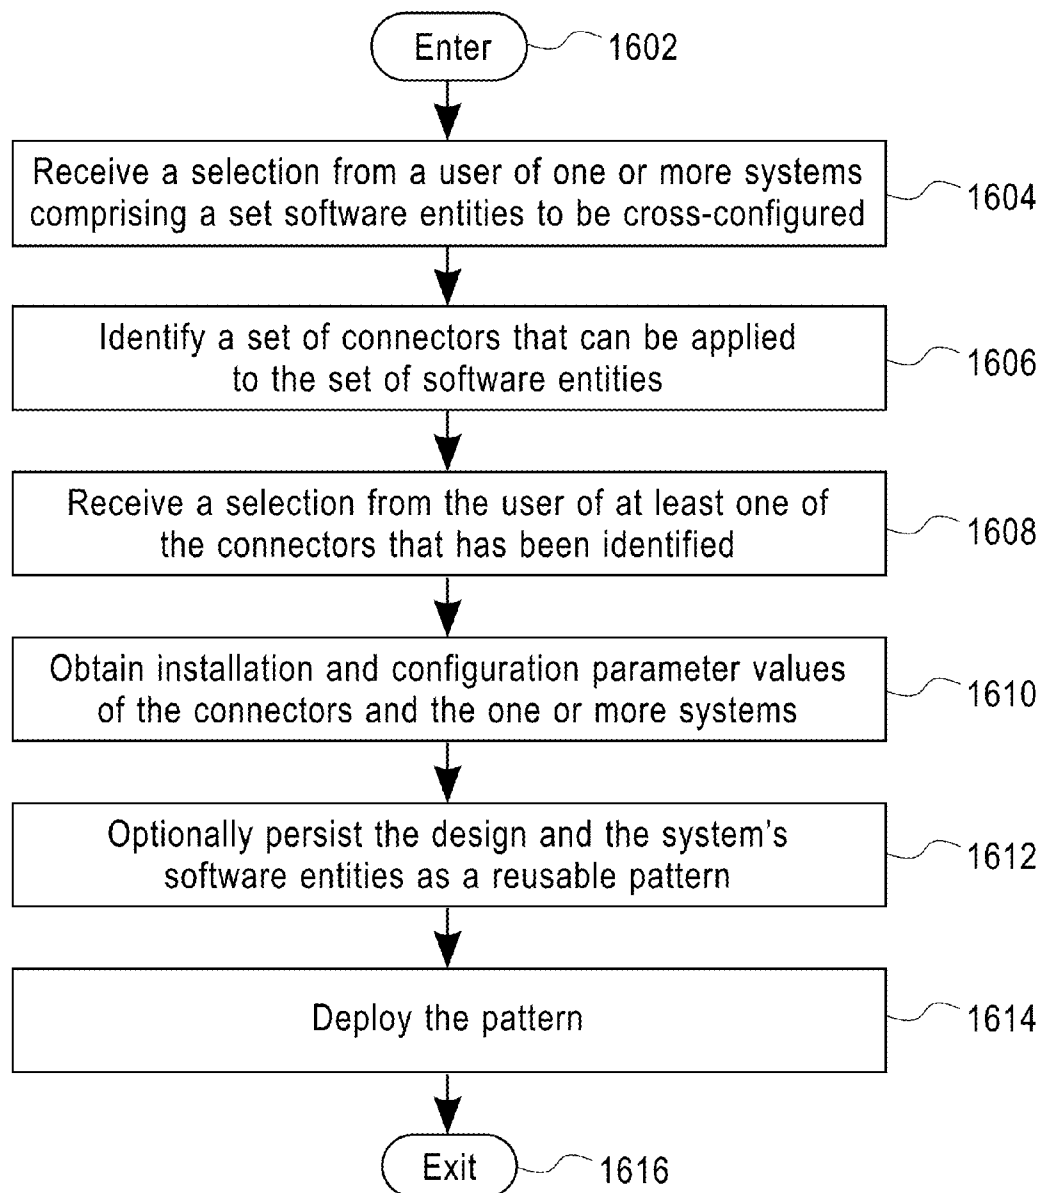 Enter
1602
Receive a selection from a user of one or more systems
comprising a set software entities to be cross-configured
1604
Identify a set of connectors that can be applied
to the set of software entities
1606
Receive a selection from the user of at least one of
the connectors that has been identified
1608
Obtain installation and configuration parameter values
of the connectors and the one or more systems
1610
Optionally persist the design and the system's
software entities as a reusable pattern
1612
Deploy the pattern
1614
Exit
1616